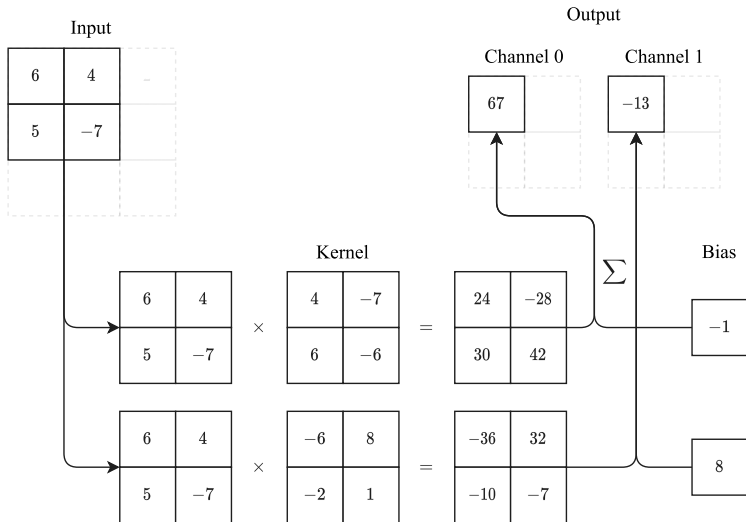 Output
Input
Channel 0 Channel 1
6 4
67 −13
5 −7
Kernel
Bias
∑
6 4 4 −7 24 −28
× = −1
5 −7 6 −6 30 42
6 4 −6 8 −36 32
× = 8
5 −7 −2 1 −10 −7